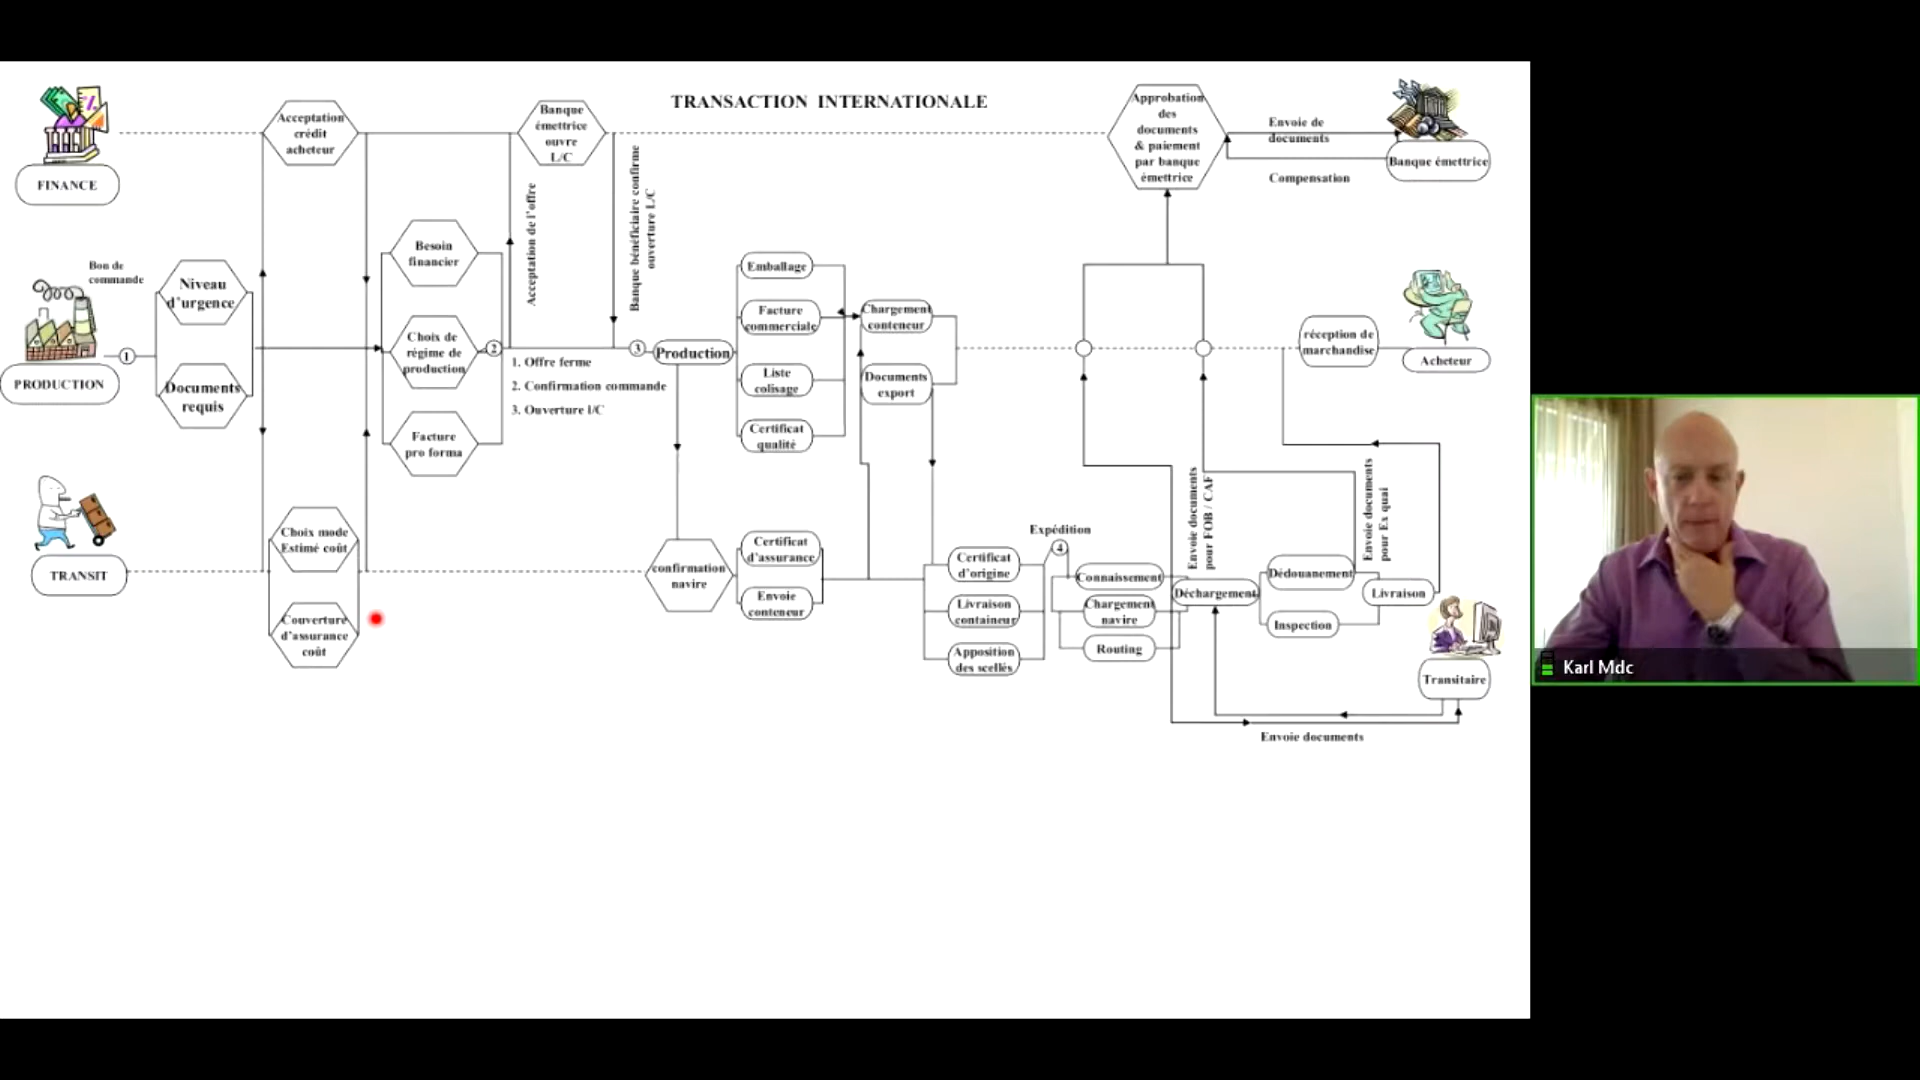 TRANSACTION INTERNATIONALE
FINANCE
Acceptation
crédit
acheteur
Banque
émettrice
ouvre
L/C
Approbation
des
documents
& paiement
par banque
émettrice
Envoie de
documents
Compensation
Banque émettrice
Acceptation de l'offre
Banque bénéficiaire confirme
ouverture L/C
Bon de
commande
PRODUCTION
1
Niveau
d'urgence
Documents
requis
Besoin
financier
Choix de
régime de
production
Facture
pro forma
2
1. Offre ferme
2. Confirmation commande
3. Ouverture l/C
3
Production
Emballage
Facture
commerciale
Liste
colisage
Certificat
qualité
Chargement
conteneur
Documents
export
réception de
marchandise
Acheteur
TRANSIT
Choix mode
Estimé coût
Couverture
d'assurance
coût
confirmation
navire
Certificat
d'assurance
Envoie
conteneur
Certificat
d'origine
Livraison
containeur
Apposition
des scellés
Expédition
4
Connaissement
Chargement
navire
Routing
Envoie documents
pour FOB / CAF
Déchargement
Dédouanement
Inspection
Envoie documents
pour Ex quai
Livraison
Transitaire
Envoie documents
Karl Mdc